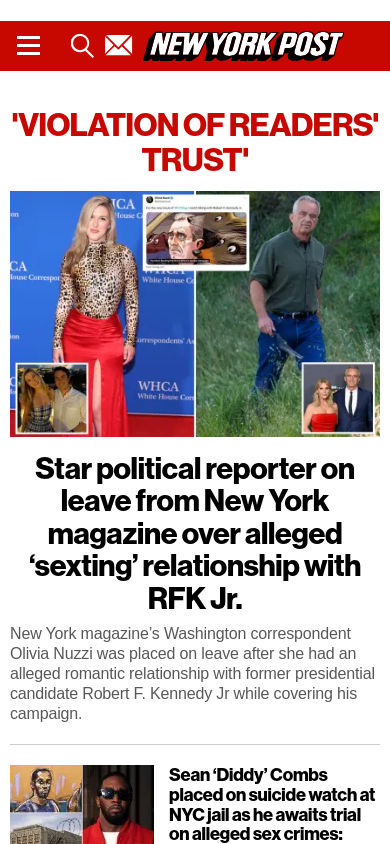 NEW YORK POST
'VIOLATION OF READERS'
TRUST'
WHCA
White House Correspondents' As
Star political reporter on
leave from New York
magazine over alleged
‘sexting’ relationship with
RFK Jr.
New York magazine’s Washington correspondent
Olivia Nuzzi was placed on leave after she had an
alleged romantic relationship with former presidential
candidate Robert F. Kennedy Jr while covering his
campaign.
Sean ‘Diddy’ Combs
placed on suicide watch at
NYC jail as he awaits trial
on alleged sex crimes: